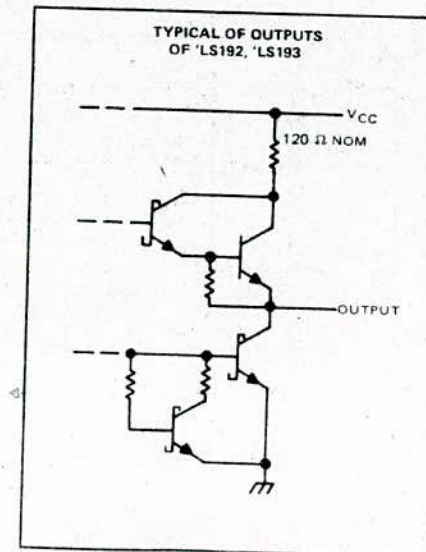 TYPICAL OF OUTPUTS
OF 'LS192, 'LS193
VCC
120 Ω NOM
OUTPUT